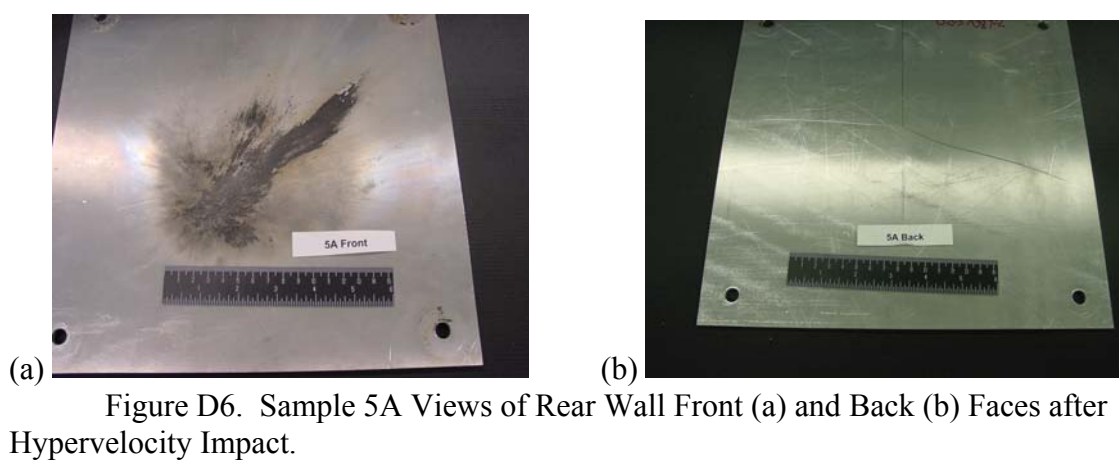 5A Front
5A Back
(a)
(b)
Figure D6.  Sample 5A Views of Rear Wall Front (a) and Back (b) Faces after
Hypervelocity Impact.